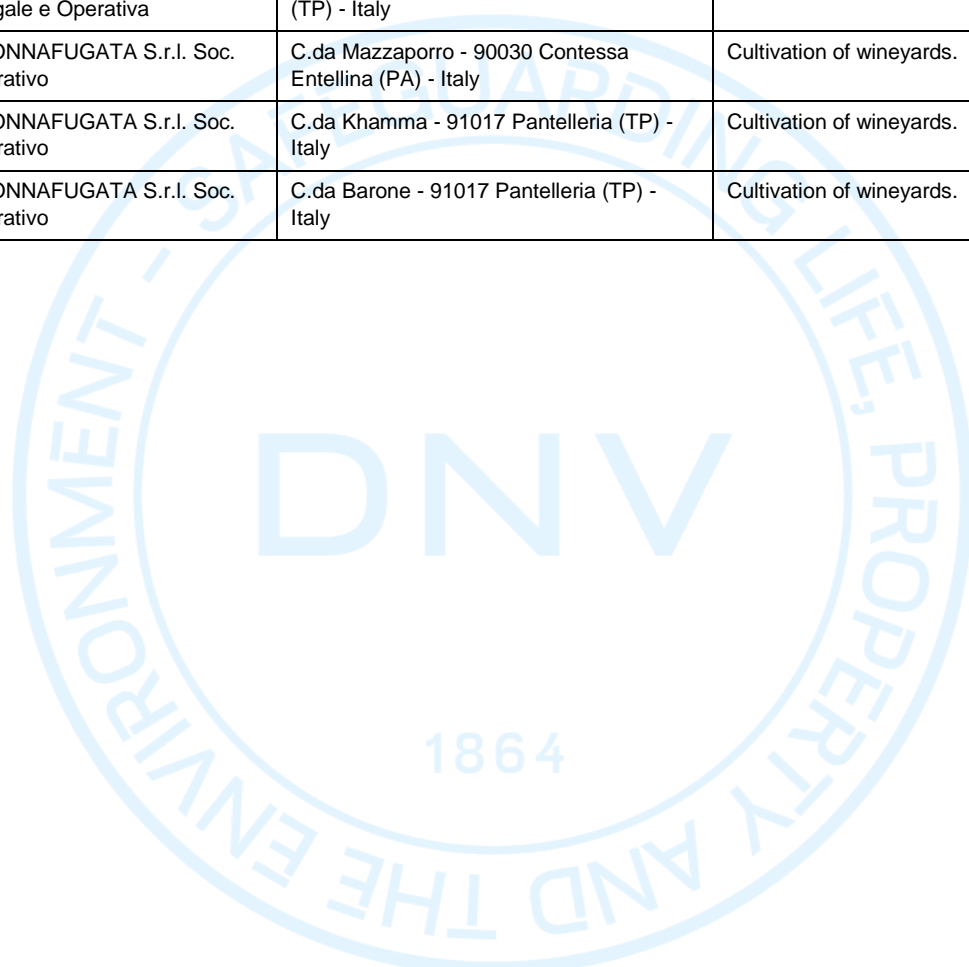 gale e Operativa
(TP) - Italy
ONNAFUGATA S.r.l. Soc.
rativo
C.da Mazzaporro - 90030 Contessa
Entellina (PA) - Italy
Cultivation of wineyards.
ONNAFUGATA S.r.l. Soc.
rativo
C.da Khamma - 91017 Pantelleria (TP) -
Italy
Cultivation of wineyards.
ONNAFUGATA S.r.l. Soc.
rativo
C.da Barone - 91017 Pantelleria (TP) -
Italy
Cultivation of wineyards.
SAFEGUARDING LIFE, PROPERTY AND THE ENVIRONMENT -
DNV
1864